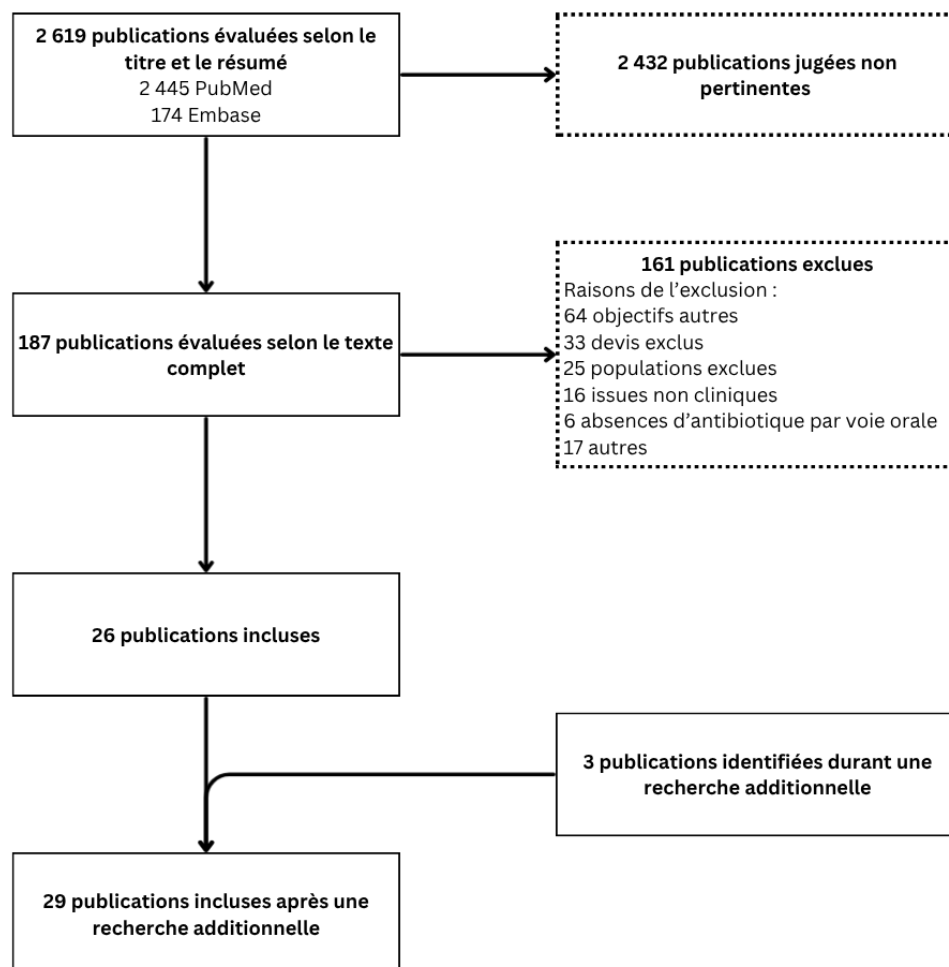 2 619 publications évaluées selon le
titre et le résumé
2 445 PubMed
174 Embase
2 432 publications jugées non
pertinentes
187 publications évaluées selon le texte
complet
161 publications exclues
Raisons de l'exclusion :
64 objectifs autres
33 devis exclus
25 populations exclues
16 issues non cliniques
6 absences d'antibiotique par voie orale
17 autres
26 publications incluses
3 publications identifiées durant une
recherche additionnelle
29 publications incluses après une
recherche additionnelle